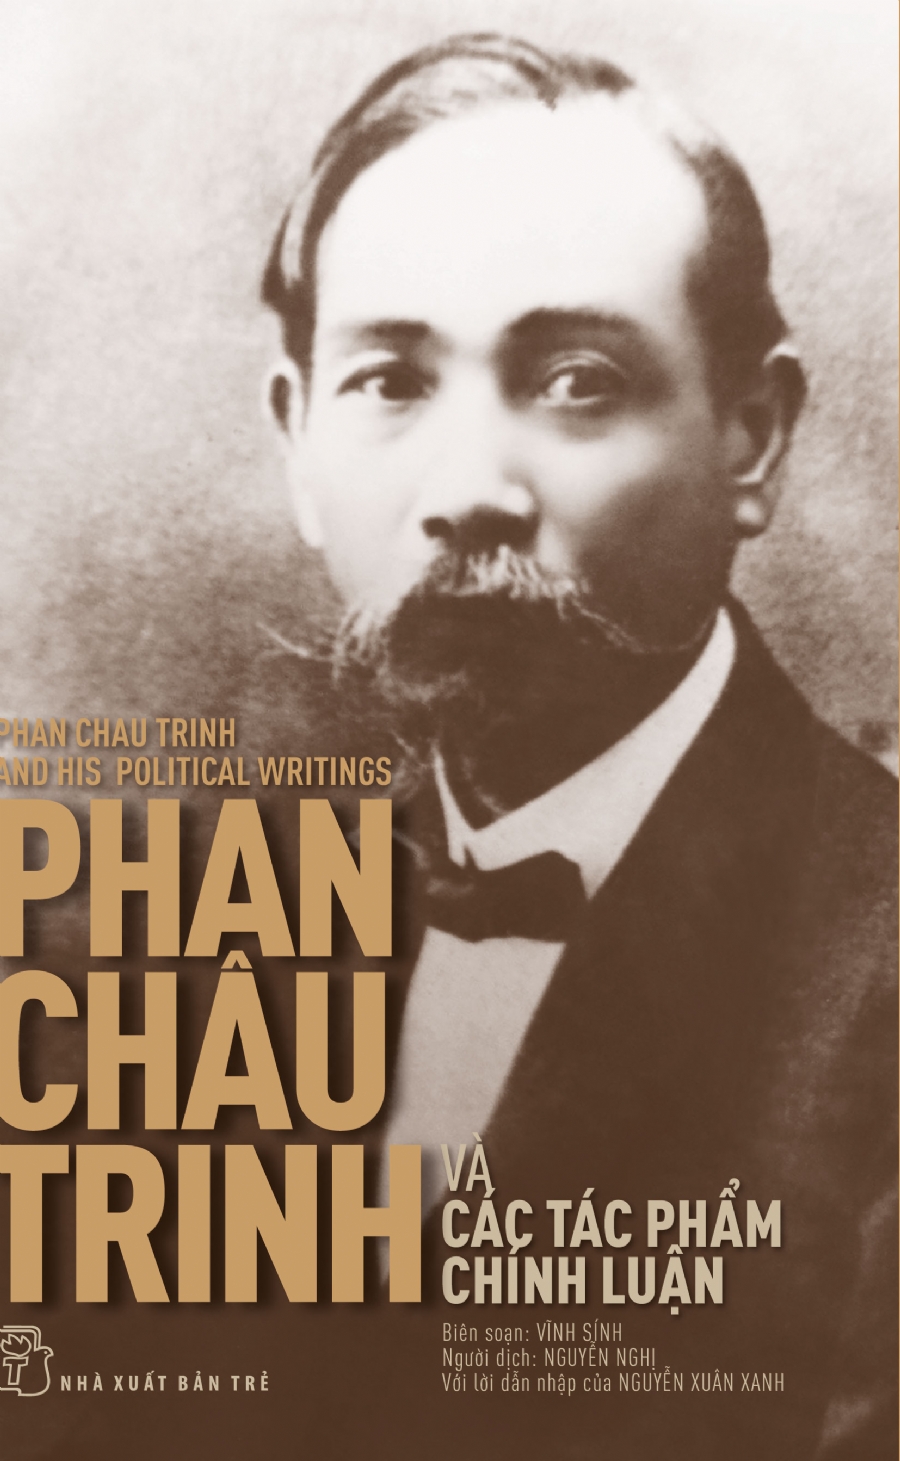 PHAN CHAU TRINH
AND HIS POLITICAL WRITINGS
PHAN
CHÂU
TRINH
VÀ
CÁC TÁC PHẨM
CHÍNH LUẬN
Biên soạn: VĨNH SÍNH
Người dịch: NGUYỄN NGHỊ
Với lời dẫn nhập của NGUYỄN XUÂN XANH
T
NHÀ XUẤT BẢN TRẺ